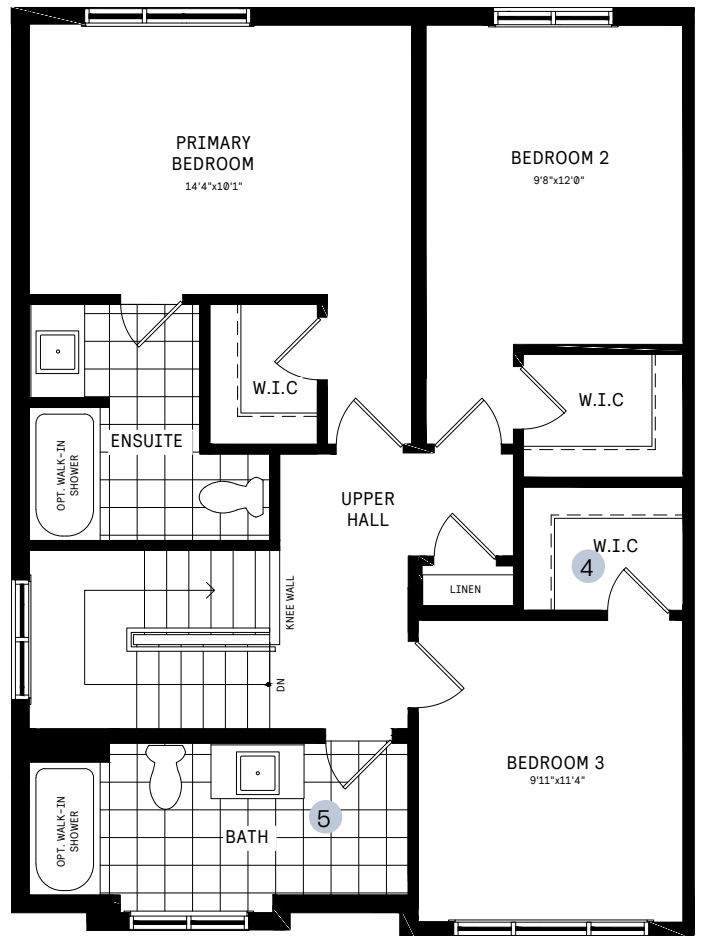 PRIMARY
BEDROOM
14'4"x10'1"
BEDROOM 2
9'8"x12'0"
W.I.C
W.I.C
ENSUITE
OPT. WALK-IN
SHOWER
UPPER
HALL
W.I.C
4
LINEN
KNEE WALL
DN
BEDROOM 3
9'11"x11'4"
5
BATH
OPT. WALK-IN
SHOWER